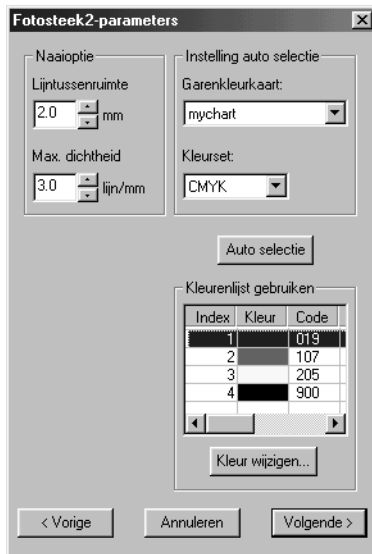 Fotosteek2-parameters
Naaioptie
Lijntussenruimte
2.0 mm
Max. dichtheid
3.0 lijn/mm
Instelling auto selectie
Garenkleurkaart:
mychart
Kleurset:
CMYK
Auto selectie
Kleurenlijst gebruiken
Index Kleur Code
1 019
2 107
3 205
4 900
Kleur wijzigen...
< Vorige Annuleren Volgende >